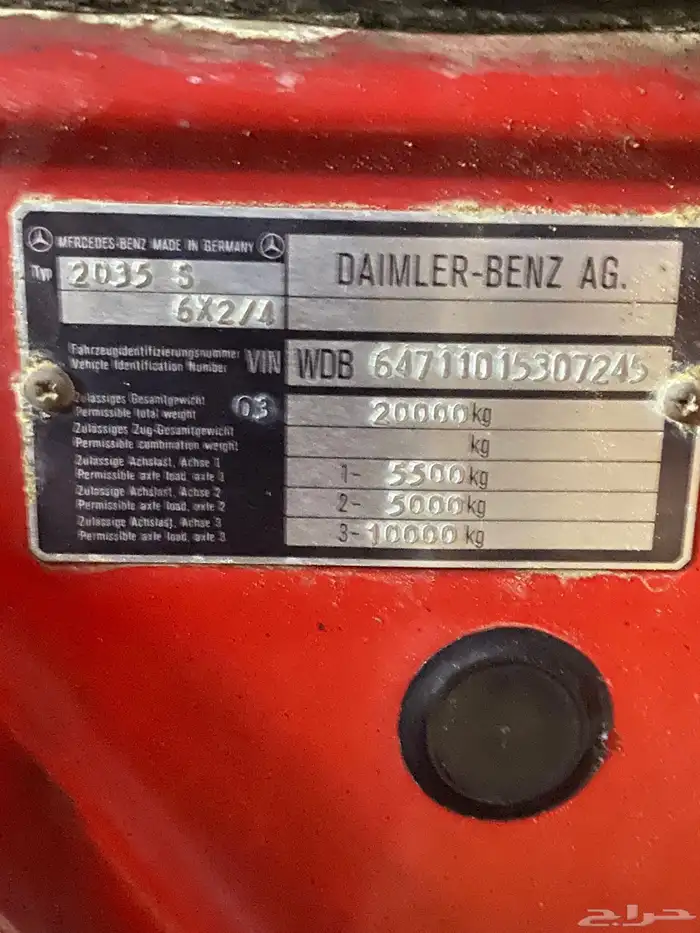 MERCEDES-BENZ MADE IN GERMANY
Typ 2035 S
6X2/4
DAIMLER-BENZ AG.
Fahrzeugidentifizierungsnummer
Vehicle Identification Number VIN WDB 64711015307245
Zulässiges Gesamtgewicht
Permissible total weight 03 20000 kg
Zulässiges Zug-Gesamtgewicht
Permissible combination weight kg
Zulässige Achslast, Achse 1
Permissible axle load, axle 1 1- 5500 kg
Zulässige Achslast, Achse 2
Permissible axle load, axle 2 2- 5000 kg
Zulässige Achslast, Achse 3
Permissible axle load, axle 3 3- 10000 kg
حراج